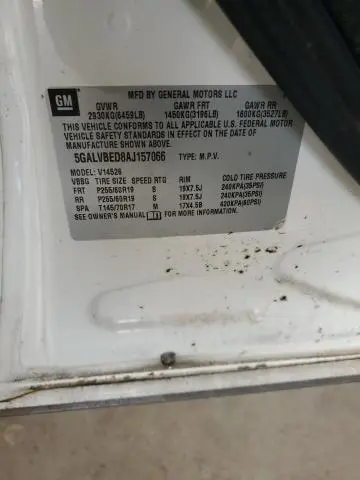 GM
MFD BY GENERAL MOTORS LLC
GVWR GAWR FRT GAWR RR
2930KG(6459LB) 1450KG(3196LB) 1600KG(3527LB)
THIS VEHICLE CONFORMS TO ALL APPLICABLE U.S. FEDERAL MOTOR
VEHICLE SAFETY STANDARDS IN EFFECT ON THE DATE OF
MANUFACTURE SHOWN ABOVE.
5GALVBED8AJ157066 TYPE: M.P.V.
MODEL: V14526
VBBG TIRE SIZE SPEED RTG RIM COLD TIRE PRESSURE
FRT P255/60R19 S 19X7.5J 240KPA(35PSI)
RR P255/60R19 S 19X7.5J 240KPA(35PSI)
SPA T145/70R17 M 17X4.5B 420KPA(60PSI)
SEE OWNER'S MANUAL FOR MORE INFORMATION.